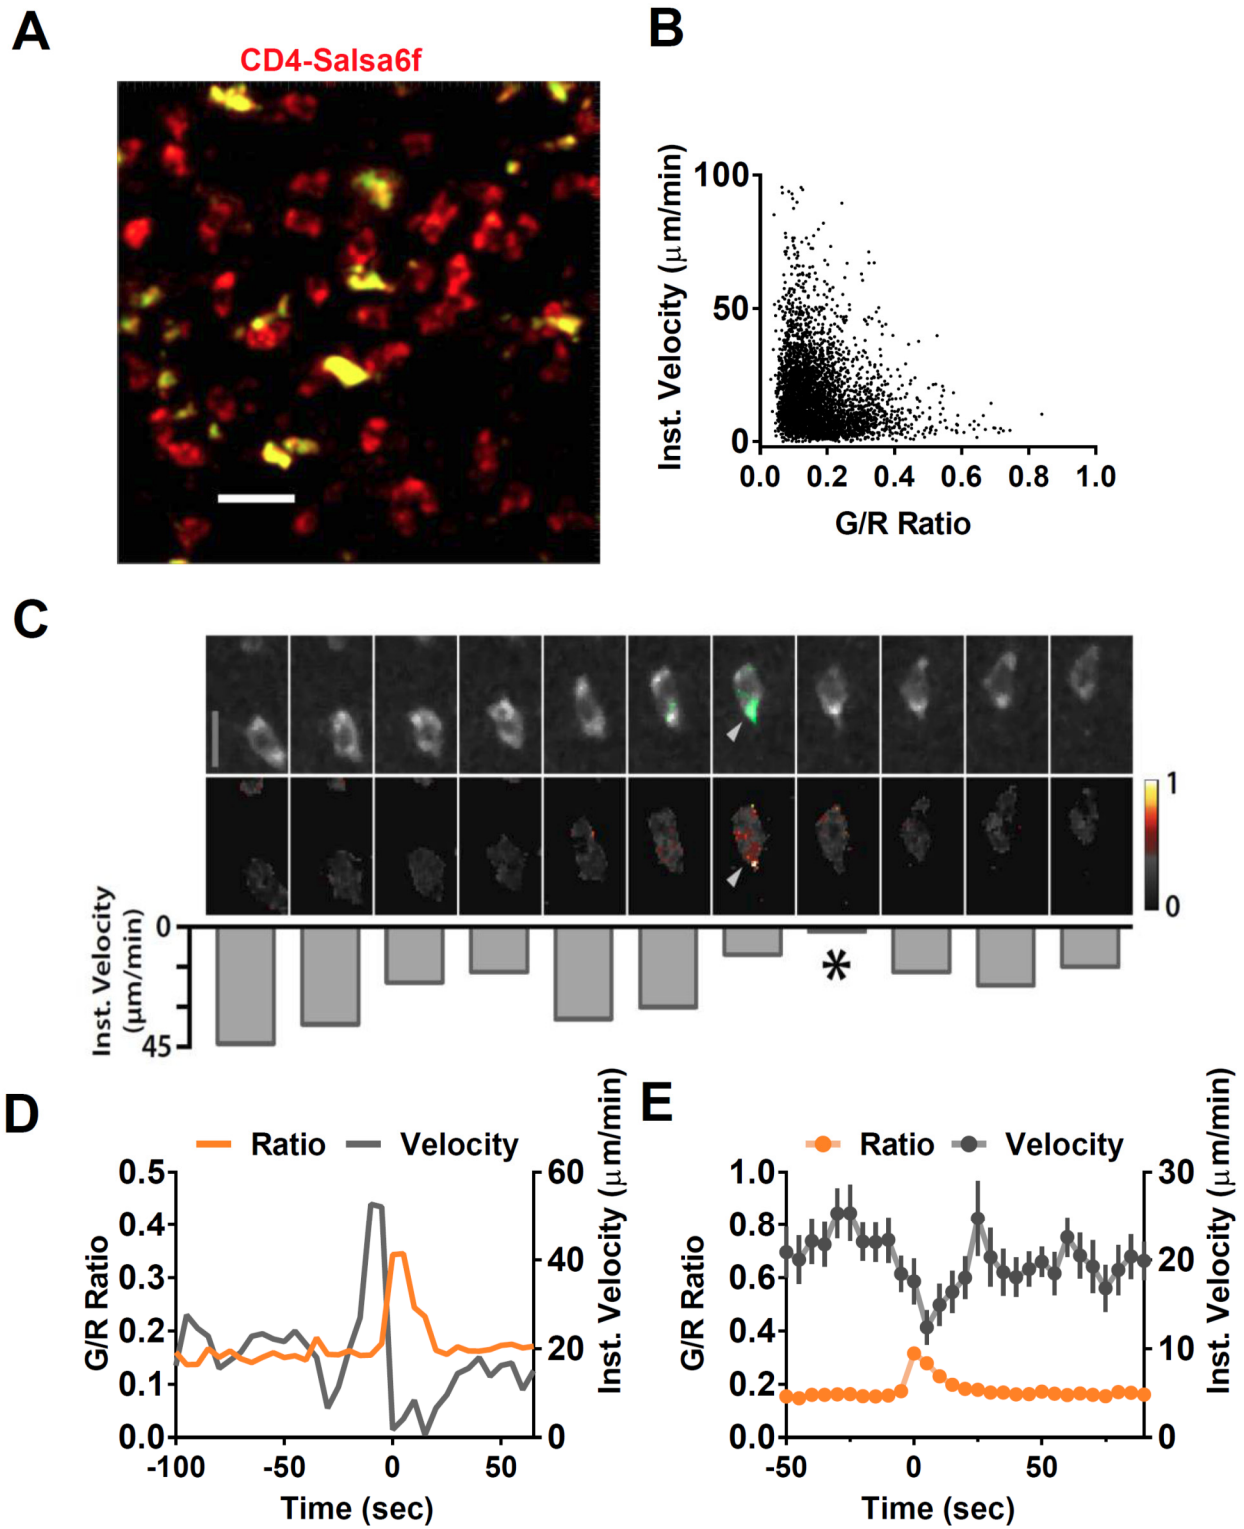 A
CD4-Salsa6f
B
Inst. Velocity (μm/min)
100
50
0
0.0 0.2 0.4 0.6 0.8 1.0
G/R Ratio
C
1
0
Inst. Velocity
(μm/min)
0
45
*
D
Ratio Velocity
G/R Ratio
0.5
0.4
0.3
0.2
0.1
0.0
60
40
20
0
Inst. Velocity (μm/min)
-100 -50 0 50
Time (sec)
E
Ratio Velocity
G/R Ratio
1.0
0.8
0.6
0.4
0.2
0.0
30
20
10
0
Inst. Velocity (μm/min)
-50 0 50
Time (sec)